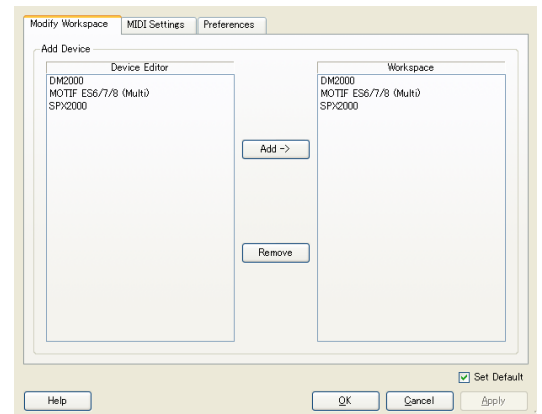 Modify Workspace MIDI Settings Preferences
Add Device
Device Editor Workspace
DM2000 DM2000
MOTIF ES6/7/8 (Multi) MOTIF ES6/7/8 (Multi)
SPX2000 SPX2000
Add ->
Remove
Set Default
Help OK Cancel Apply